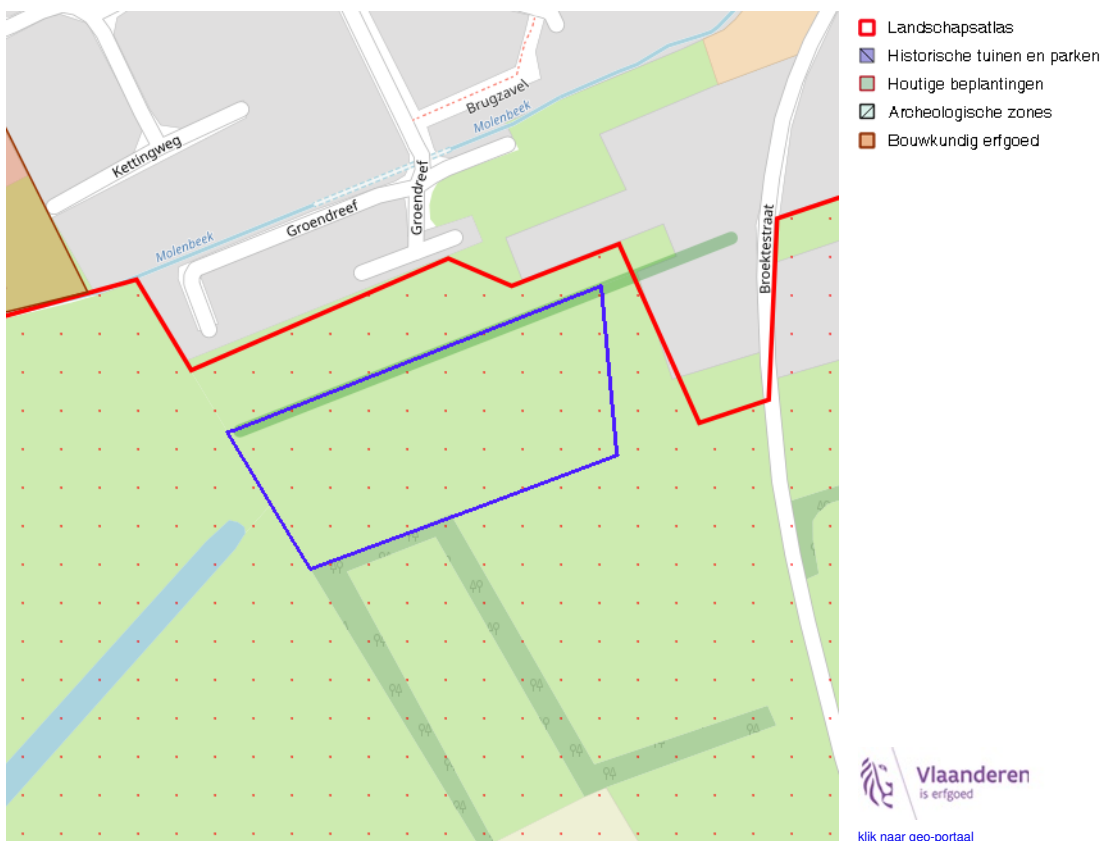 Brugzavel
Molenbeek
Kettingweg
Groendreef
Groendreef
Molenbeek
Broektestraat
Landschapsatlas
Historische tuinen en parken
Houtige beplantingen
Archeologische zones
Bouwkundig erfgoed
Vlaanderen
is erfgoed
klik naar geo-portaal